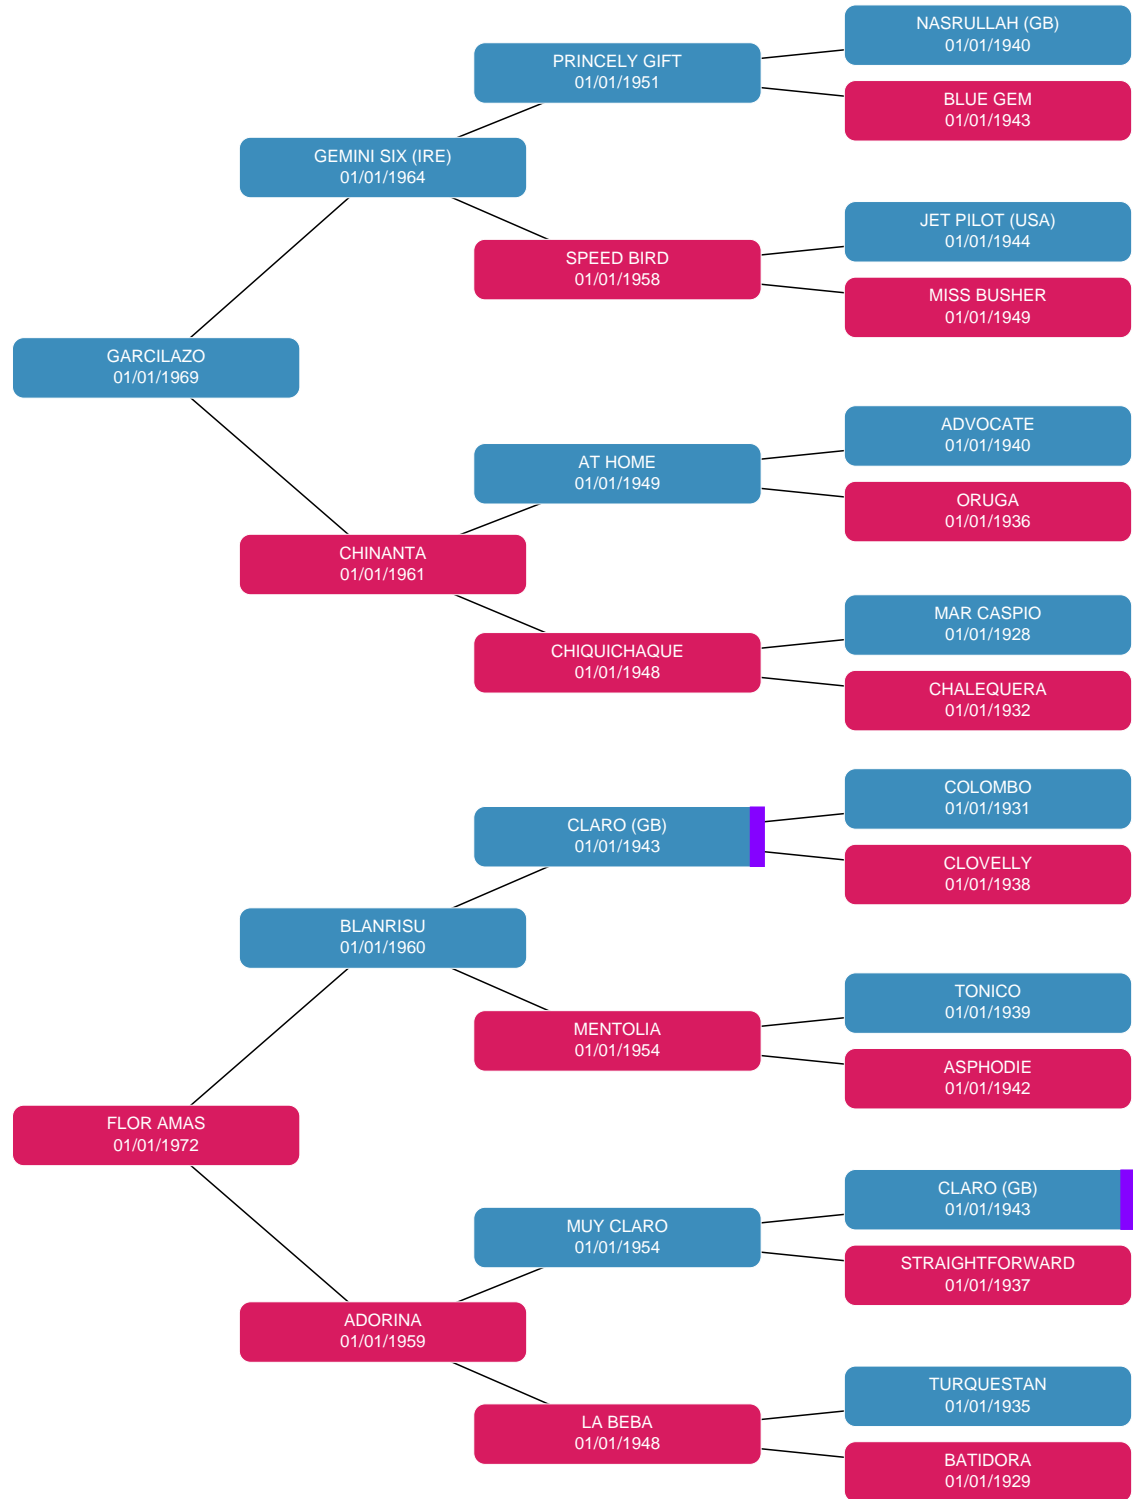 NASRULLAH (GB)
01/01/1940
PRINCELY GIFT
01/01/1951
BLUE GEM
01/01/1943
GEMINI SIX (IRE)
01/01/1964
JET PILOT (USA)
01/01/1944
SPEED BIRD
01/01/1958
MISS BUSHER
01/01/1949
GARCILAZO
01/01/1969
ADVOCATE
01/01/1940
AT HOME
01/01/1949
ORUGA
01/01/1936
CHINANTA
01/01/1961
MAR CASPIO
01/01/1928
CHIQUICHAQUE
01/01/1948
CHALEQUERA
01/01/1932
COLOMBO
01/01/1931
CLARO (GB)
01/01/1943
CLOVELLY
01/01/1938
BLANRISU
01/01/1960
TONICO
01/01/1939
MENTOLIA
01/01/1954
ASPHODIE
01/01/1942
FLOR AMAS
01/01/1972
CLARO (GB)
01/01/1943
MUY CLARO
01/01/1954
STRAIGHTFORWARD
01/01/1937
ADORINA
01/01/1959
TURQUESTAN
01/01/1935
LA BEBA
01/01/1948
BATIDORA
01/01/1929